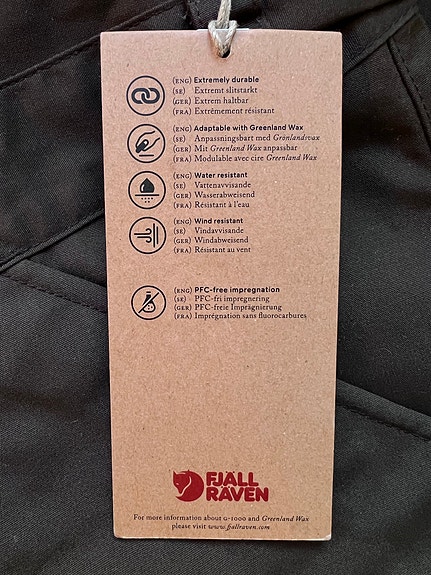 (ENG) Extremely durable
(SE) Extremt slitstarkt
(GER) Extrem haltbar
(FRA) Extrêmement résistant
(ENG) Adaptable with Greenland Wax
(SE) Anpassningsbart med Grönlandsvax
(GER) Mit Greenland Wax anpassbar
(FRA) Modulable avec cire Greenland Wax
(ENG) Water resistant
(SE) Vattenavvisande
(GER) Wasserabweisend
(FRA) Résistant à l'eau
(ENG) Wind resistant
(SE) Vindavvisande
(GER) Windabweisend
(FRA) Résistant au vent
(ENG) PFC-free impregnation
(SE) PFC-fri impregnering
(GER) PFC-freie Imprägnierung
(FRA) Imprégnation sans fluorocarbures
FJÄLL
RÄVEN
For more information about G-1000 and Greenland Wax
please visit www.fjallraven.com